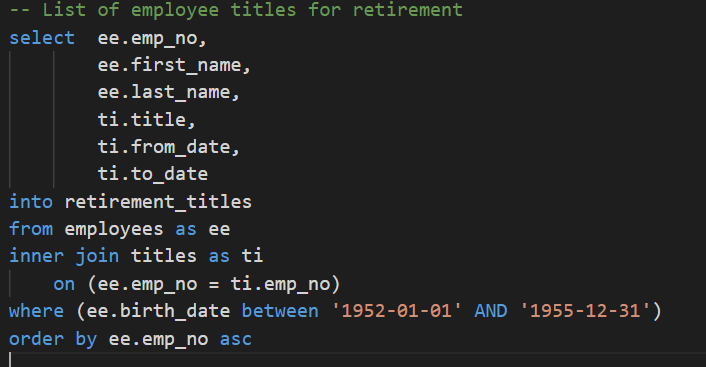 -- List of employee titles for retirement
select  ee.emp_no,
        ee.first_name,
        ee.last_name,
        ti.title,
        ti.from_date,
        ti.to_date
into retirement_titles
from employees as ee
inner join titles as ti
    on (ee.emp_no = ti.emp_no)
where (ee.birth_date between '1952-01-01' AND '1955-12-31')
order by ee.emp_no asc